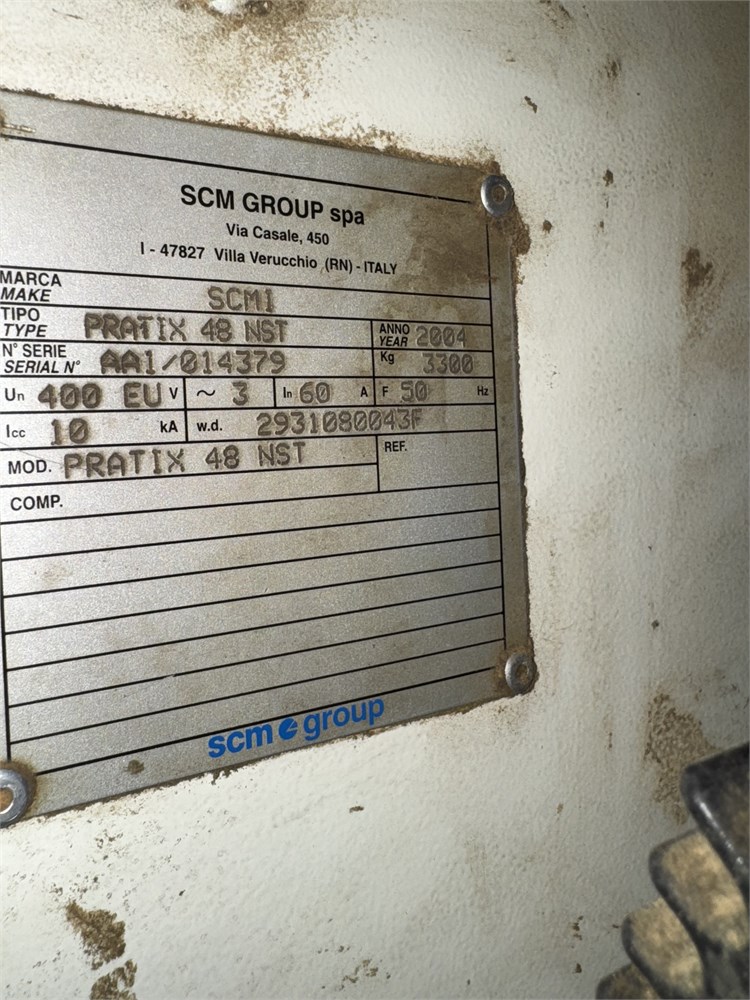 SCM GROUP spa
Via Casale, 450
I - 47827 Villa Verucchio (RN) - ITALY
MARCA
MAKE SCMI
TIPO
TYPE PRATIX 48 NST ANNO YEAR 2004
N° SERIE
SERIAL N° AA1/014379 Kg 3300
Un 400 EU V ~ 3 In 60 A F 50 Hz
Icc 10 kA w.d. 2931080043F
MOD. PRATIX 48 NST REF.
COMP.
scm group